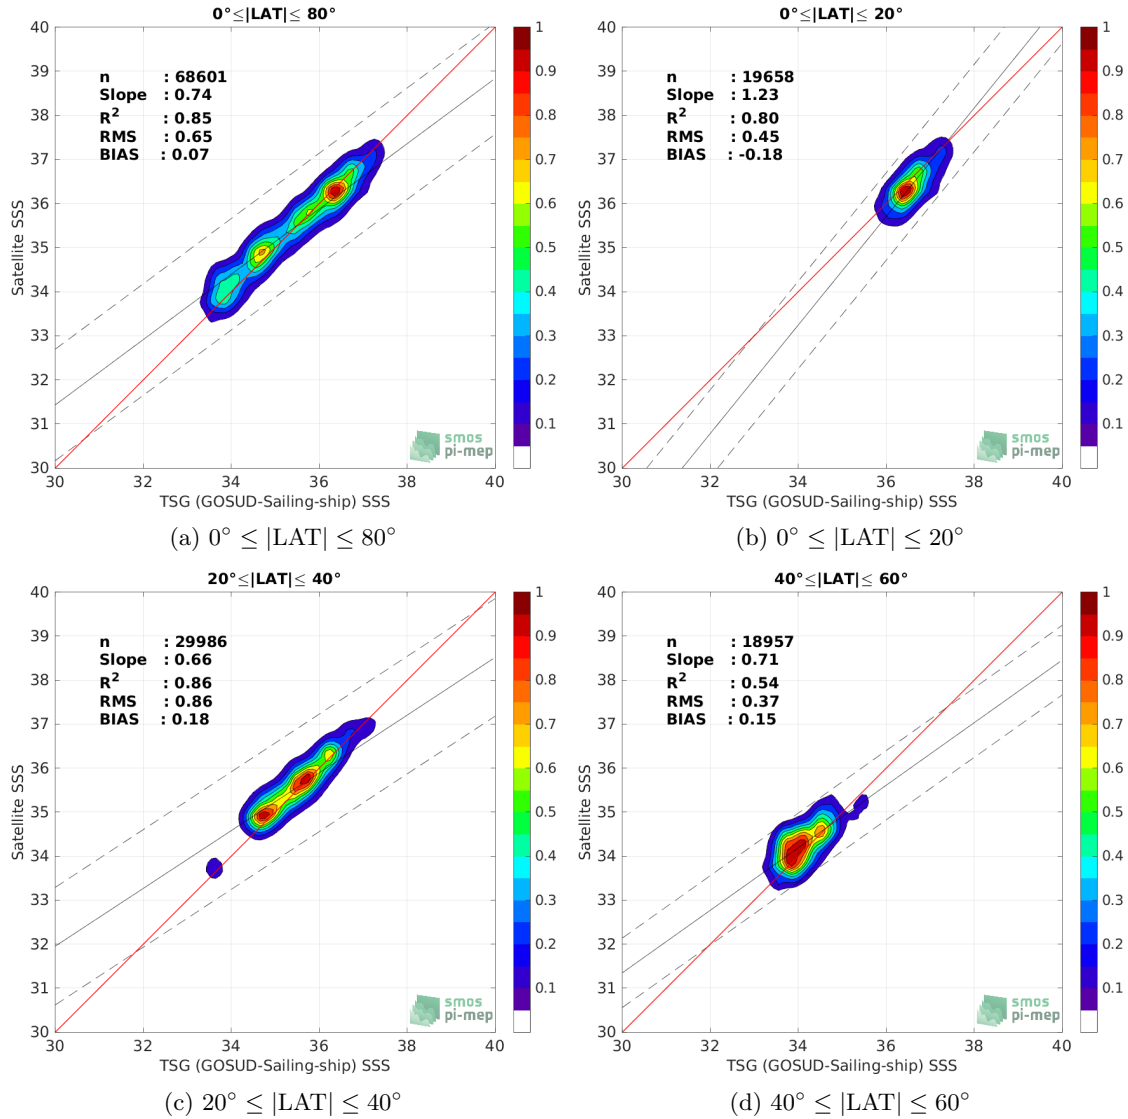 0°≤|LAT|≤ 80°
n : 68601
Slope : 0.74
R² : 0.85
RMS : 0.65
BIAS : 0.07
40
39
38
37
36
35
34
33
32
31
30
Satellite SSS
30
32
34
36
38
40
TSG (GOSUD-Sailing-ship) SSS
1
0.9
0.8
0.7
0.6
0.5
0.4
0.3
0.2
0.1
smos
pi-mep
(a) 0° ≤ |LAT| ≤ 80°
0°≤|LAT|≤ 20°
n : 19658
Slope : 1.23
R² : 0.80
RMS : 0.45
BIAS : -0.18
40
39
38
37
36
35
34
33
32
31
30
Satellite SSS
30
32
34
36
38
40
TSG (GOSUD-Sailing-ship) SSS
1
0.9
0.8
0.7
0.6
0.5
0.4
0.3
0.2
0.1
smos
pi-mep
(b) 0° ≤ |LAT| ≤ 20°
20°≤|LAT|≤ 40°
n : 29986
Slope : 0.66
R² : 0.86
RMS : 0.86
BIAS : 0.18
40
39
38
37
36
35
34
33
32
31
30
Satellite SSS
30
32
34
36
38
40
TSG (GOSUD-Sailing-ship) SSS
1
0.9
0.8
0.7
0.6
0.5
0.4
0.3
0.2
0.1
smos
pi-mep
(c) 20° ≤ |LAT| ≤ 40°
40°≤|LAT|≤ 60°
n : 18957
Slope : 0.71
R² : 0.54
RMS : 0.37
BIAS : 0.15
40
39
38
37
36
35
34
33
32
31
30
Satellite SSS
30
32
34
36
38
40
TSG (GOSUD-Sailing-ship) SSS
1
0.9
0.8
0.7
0.6
0.5
0.4
0.3
0.2
0.1
smos
pi-mep
(d) 40° ≤ |LAT| ≤ 60°